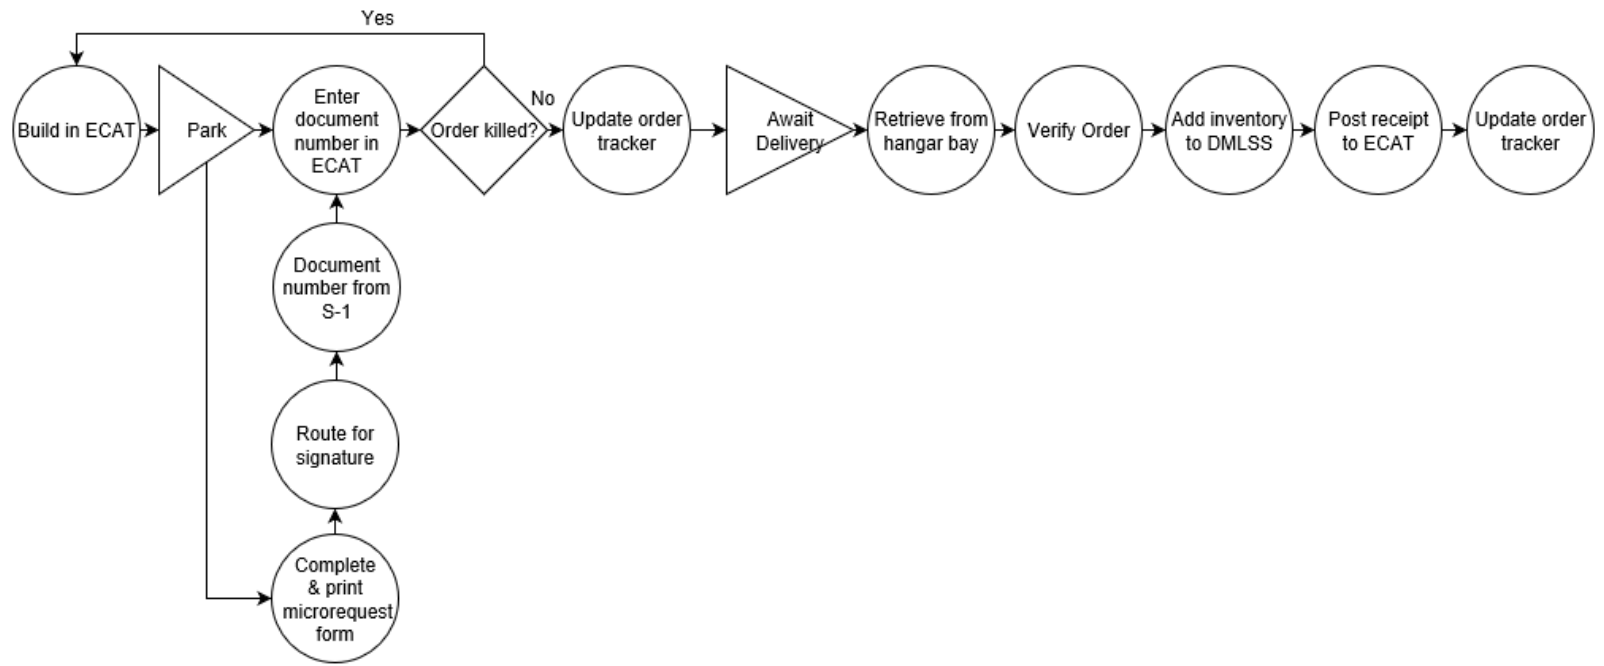 Yes
Build in ECAT
Park
Enter
document
number in
ECAT
Order killed?
No
Update order
tracker
Await
Delivery
Retrieve from
hangar bay
Verify Order
Add inventory
to DMLSS
Post receipt
to ECAT
Update order
tracker
Document
number from
S-1
Route for
signature
Complete
& print
microrequest
form